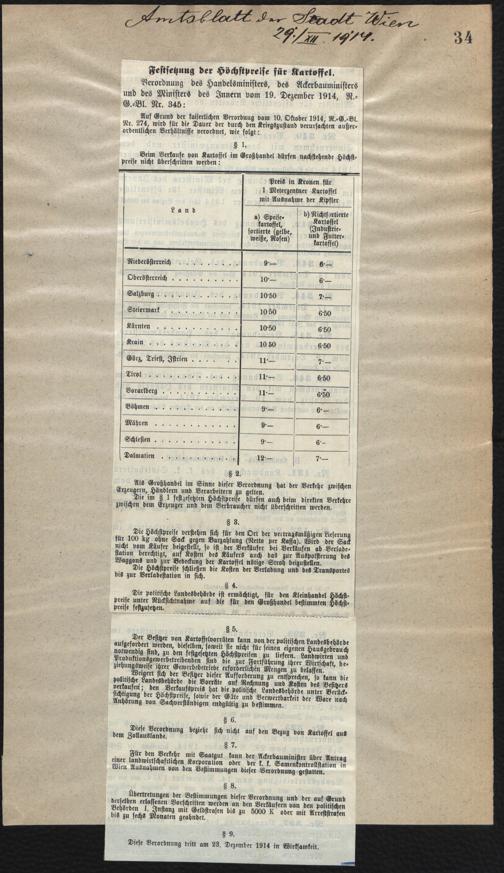 Amtsblatt der Stadt Wien
29./XII. 1914.
34
Festsetzung der Höchstpreise für Kartoffel.
Verordnung des Handelsministers, des Ackerbauministers
und des Ministers des Innern vom 19. Dezember 1914, R.-
G.-Bl. Nr. 345:
Auf Grund der kaiserlichen Verordnung vom 10. Oktober 1914, R.-G.-Bl.
Nr. 274, wird für die Dauer der durch den Kriegszustand verursachten außer-
ordentlichen Verhältnisse verordnet, wie folgt:
§ 1.
Beim Verkaufe von Kartoffel im Großhandel dürfen nachstehende Höchst-
preise nicht überschritten werden:
Land
Preis in Kronen für
1 Meterzentner Kartoffel
mit Ausnahme der Kipfler
a) Speise-
kartoffel,
sortierte (gelbe,
weiße, Rosen)
b) Nichtsortierte
Kartoffel
(Industrie-
und Futter-
kartoffel)
Niederösterreich 9·— 6·—
Oberösterreich 10·— 6·—
Salzburg 10·50 7·—
Steiermark 10·50 6·50
Kärnten 10·50 6·50
Krain 10·50 6·50
Görz, Triest, Istrien 11·— 7·—
Tirol 11·— 6·50
Vorarlberg 11·— 6·50
Böhmen 9·— 6·—
Mähren 9·— 6·—
Schlesien 9·— 6·—
Dalmatien 12·— 7·—
§ 2.
Als Großhandel im Sinne dieser Verordnung hat der Verkehr zwischen
Erzeugern, Händlern und Verarbeitern zu gelten.
Die im § 1 festgesetzten Höchstpreise dürfen auch beim direkten Verkehre
zwischen dem Erzeuger und dem Verbraucher nicht überschritten werden.
§ 3.
Die Höchstpreise verstehen sich für den Ort der vertragsmäßigen Lieferung
für 100 kg ohne Sack gegen Barzahlung (Netto per Kassa). Wird der Sack
nicht vom Käufer beigestellt, so ist der Verkäufer bei Verkäufen ab Verlade-
station berechtigt, auf Kosten des Käufers auch das zur Auspolsterung des
Waggons und zur Bedeckung der Kartoffel nötige Stroh beizustellen.
Die Höchstpreise schließen die Kosten der Verladung und des Transportes
bis zur Verladestation in sich.
§ 4.
Die politische Landesbehörde ist ermächtigt, für den Kleinhandel Höchst-
preise unter Rücksichtnahme auf die für den Großhandel bestimmten Höchst-
preise festzusetzen.
§ 5.
Der Besitzer von Kartoffelvorräten kann von der politischen Landesbehörde
aufgefordert werden, dieselben, soweit sie nicht für seinen eigenen Hausgebrauch
notwendig sind, zu den festgesetzten Höchstpreisen zu liefern. Landwirten und
Produktionsgewerbetreibenden sind die zur Fortführung ihrer Wirtschaft, be-
ziehungsweise ihrer Gewerbebetriebe erforderlichen Mengen zu belassen.
Weigert sich der Besitzer dieser Aufforderung zu entsprechen, so kann die
politische Landesbehörde die Vorräte auf Rechnung und Kosten des Besitzers
verkaufen; den Verkaufspreis hat die politische Landesbehörde unter Berück-
sichtigung der Höchstpreise, sowie der Güte und Verwertbarkeit der Ware nach
Anhörung von Sachverständigen endgültig zu bestimmen.
§ 6.
Diese Verordnung bezieht sich nicht auf den Bezug von Kartoffel aus
dem Zollauslande.
§ 7.
Für den Verkehr mit Saatgut kann der Ackerbauminister über Antrag
einer landwirtschaftlichen Korporation oder der k. k. Samenkontrollstation in
Wien Ausnahmen von den Bestimmungen dieser Verordnung gestatten.
§ 8.
Übertretungen der Bestimmungen dieser Verordnung und der auf Grund
derselben erlassenen Vorschriften werden an den Verkäufern von den politischen
Behörden I. Instanz mit Geldstrafen bis zu 5000 K oder mit Arreststrafen
bis zu sechs Monaten geahndet.
§ 9.
Diese Verordnung tritt am 23. Dezember 1914 in Wirksamkeit.